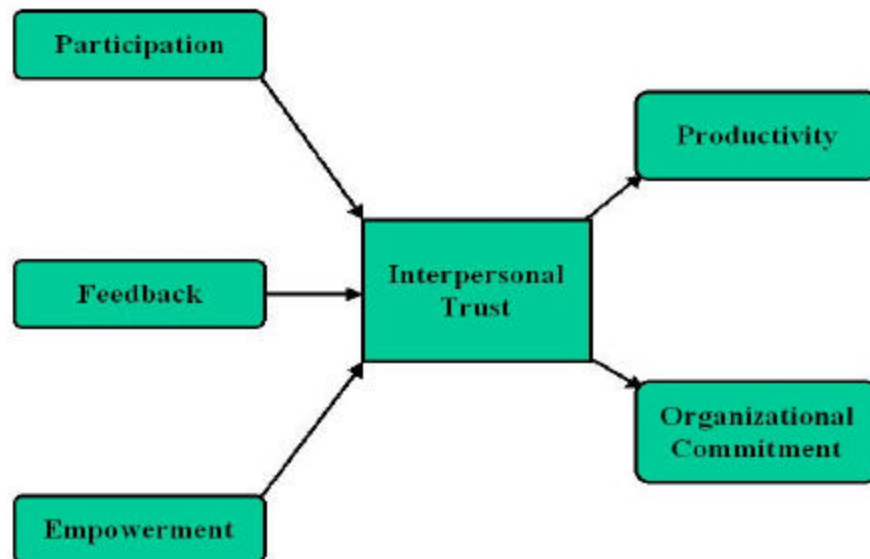 Participation
Productivity
Interpersonal
Trust
Feedback
Organizational
Commitment
Empowerment